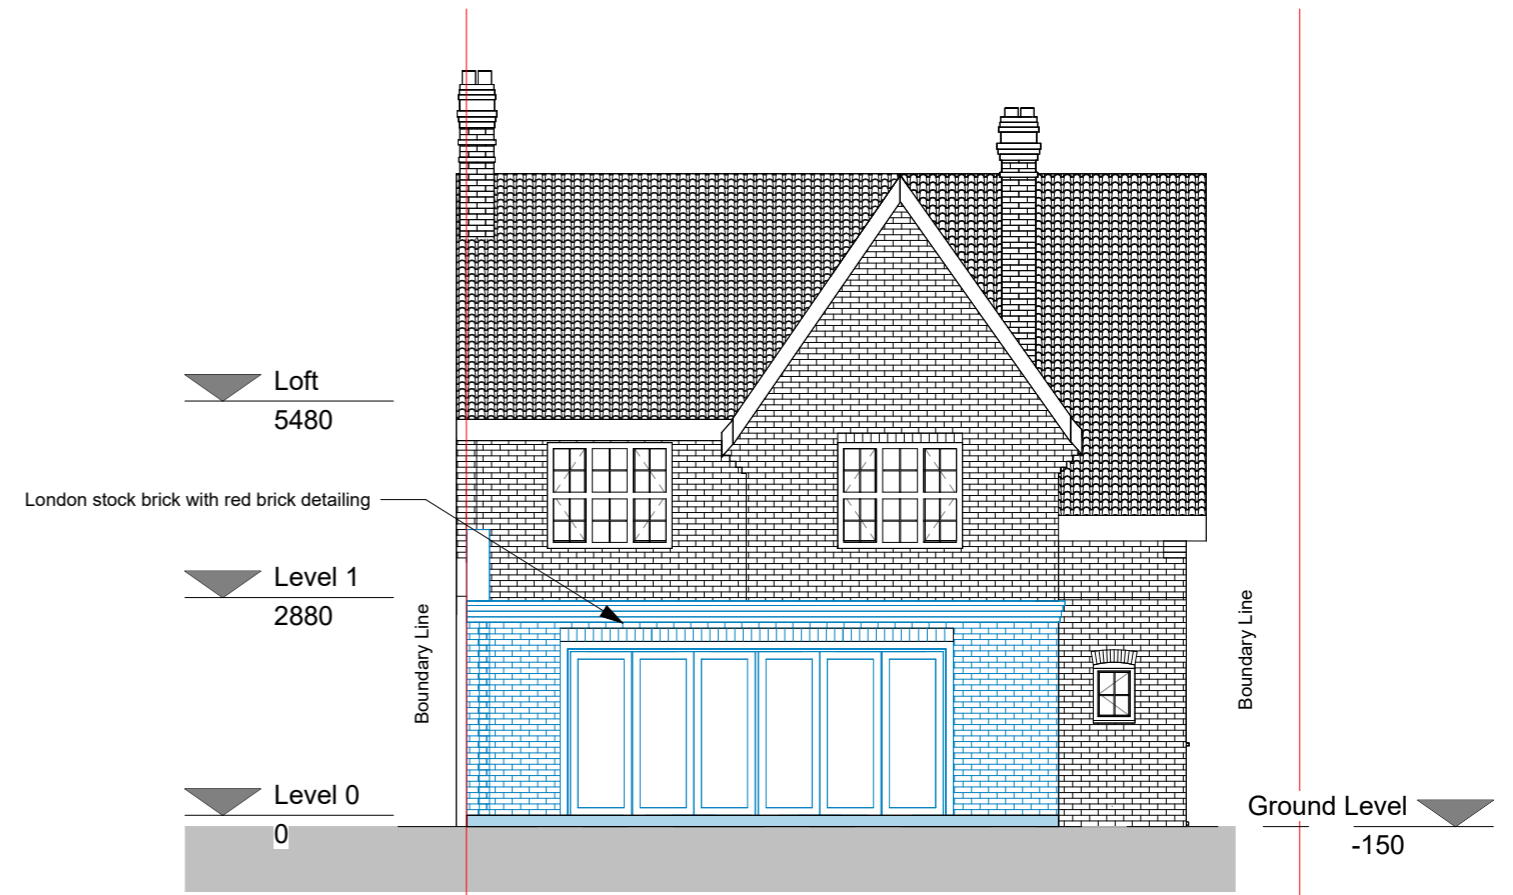 Loft
5480
London stock brick with red brick detailing
Level 1
2880
Boundary Line
Boundary Line
Level 0
0
Ground Level
-150